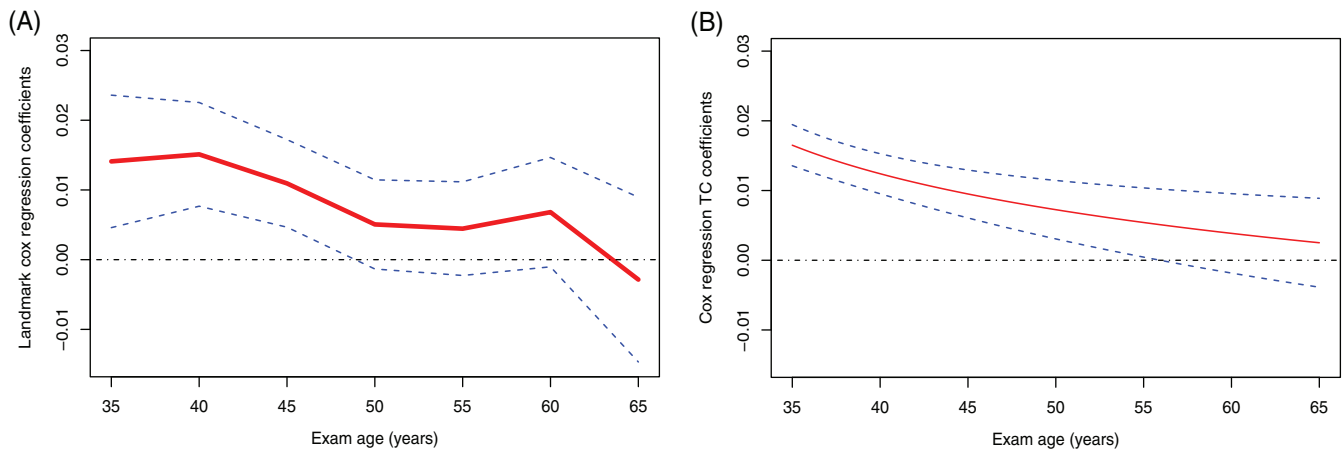 (A)
Landmark cox regression coefficients
0.03
0.02
0.01
0.00
−0.01
35 40 45 50 55 60 65
Exam age (years)
(B)
Cox regression TC coefficients
0.03
0.02
0.01
0.00
−0.01
35 40 45 50 55 60 65
Exam age (years)